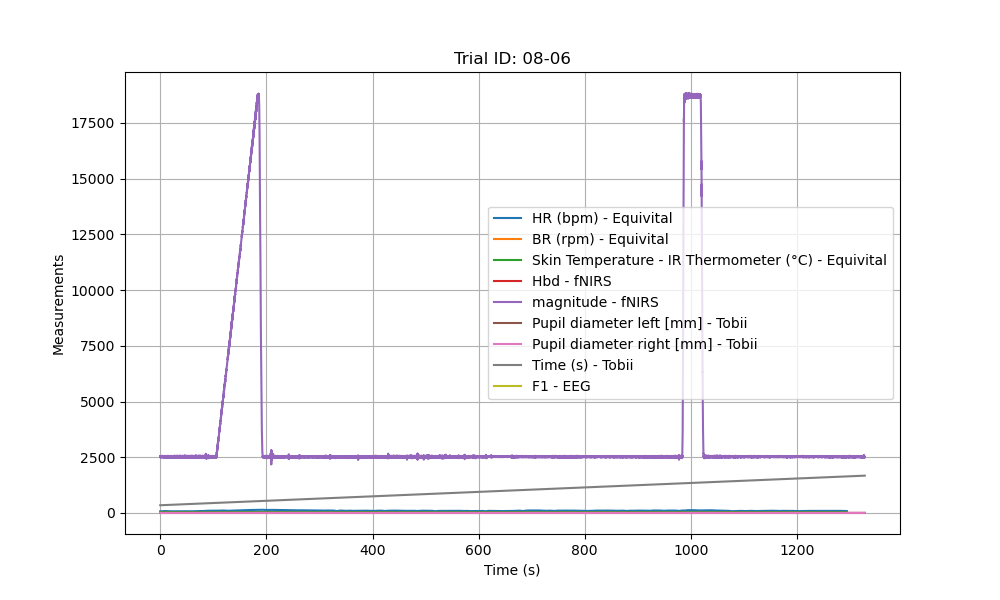 Trial ID: 08-06
Measurements
17500
15000
12500
10000
7500
5000
2500
0
HR (bpm) - Equivital
BR (rpm) - Equivital
Skin Temperature - IR Thermometer (°C) - Equivital
Hbd - fNIRS
magnitude - fNIRS
Pupil diameter left [mm] - Tobii
Pupil diameter right [mm] - Tobii
Time (s) - Tobii
F1 - EEG
0 200 400 600 800 1000 1200
Time (s)